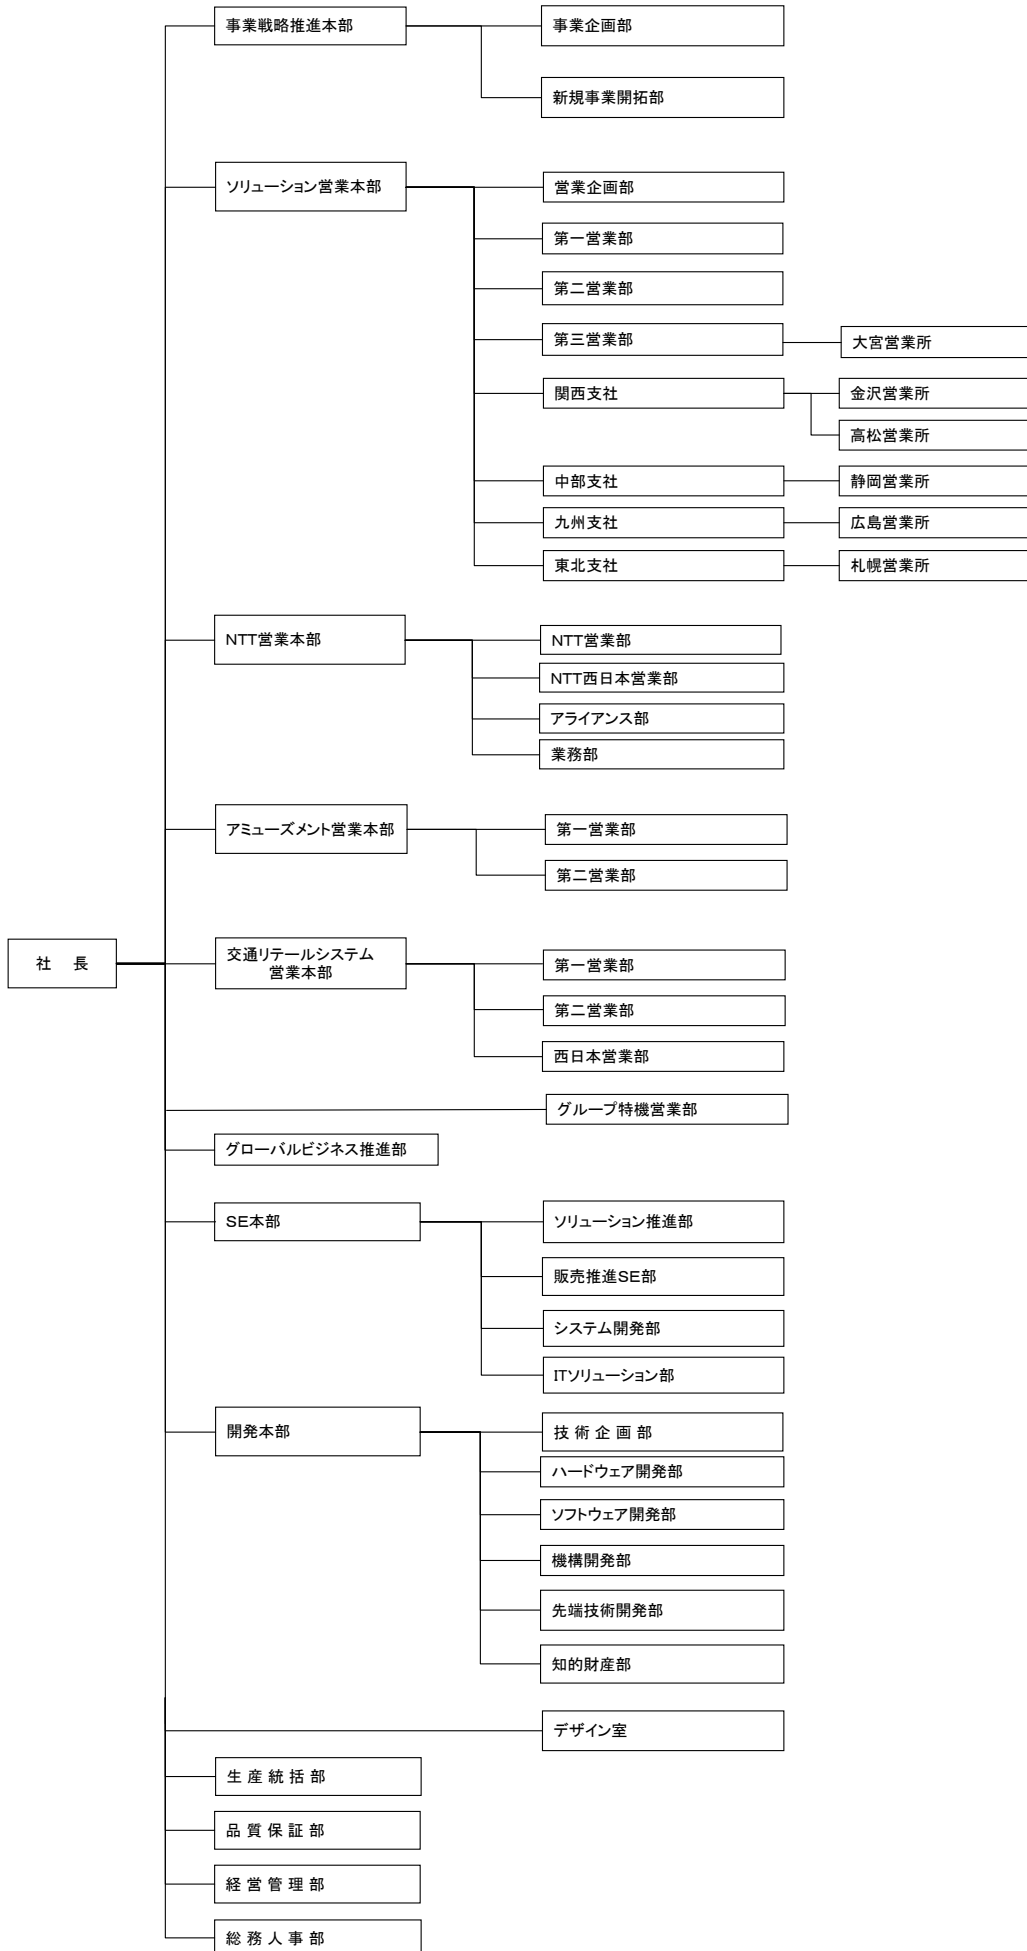 事業戦略推進本部
事業企画部
新規事業開拓部
ソリューション営業本部
営業企画部
第一営業部
第二営業部
第三営業部
大宮営業所
関西支社
金沢営業所
高松営業所
中部支社
静岡営業所
九州支社
広島営業所
東北支社
札幌営業所
NTT営業本部
NTT営業部
NTT西日本営業部
アライアンス部
業務部
アミューズメント営業本部
第一営業部
第二営業部
社 長
交通リテールシステム
営業本部
第一営業部
第二営業部
西日本営業部
グループ特機営業部
グローバルビジネス推進部
SE本部
ソリューション推進部
販売推進SE部
システム開発部
ITソリューション部
開発本部
技 術 企 画 部
ハードウェア開発部
ソフトウェア開発部
機構開発部
先端技術開発部
知的財産部
デザイン室
生 産 統 括 部
品 質 保 証 部
経 営 管 理 部
総 務 人 事 部